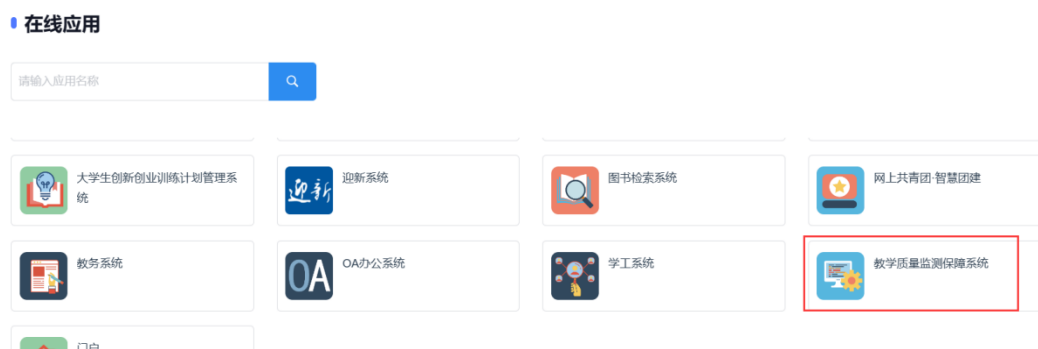 在线应用
请输入应用名称
大学生创新创业训练计划管理系
统
迎新
迎新系统
图书检索系统
网上共青团·智慧团建
教务系统
OA
OA办公系统
学工系统
教学质量监测保障系统
门户